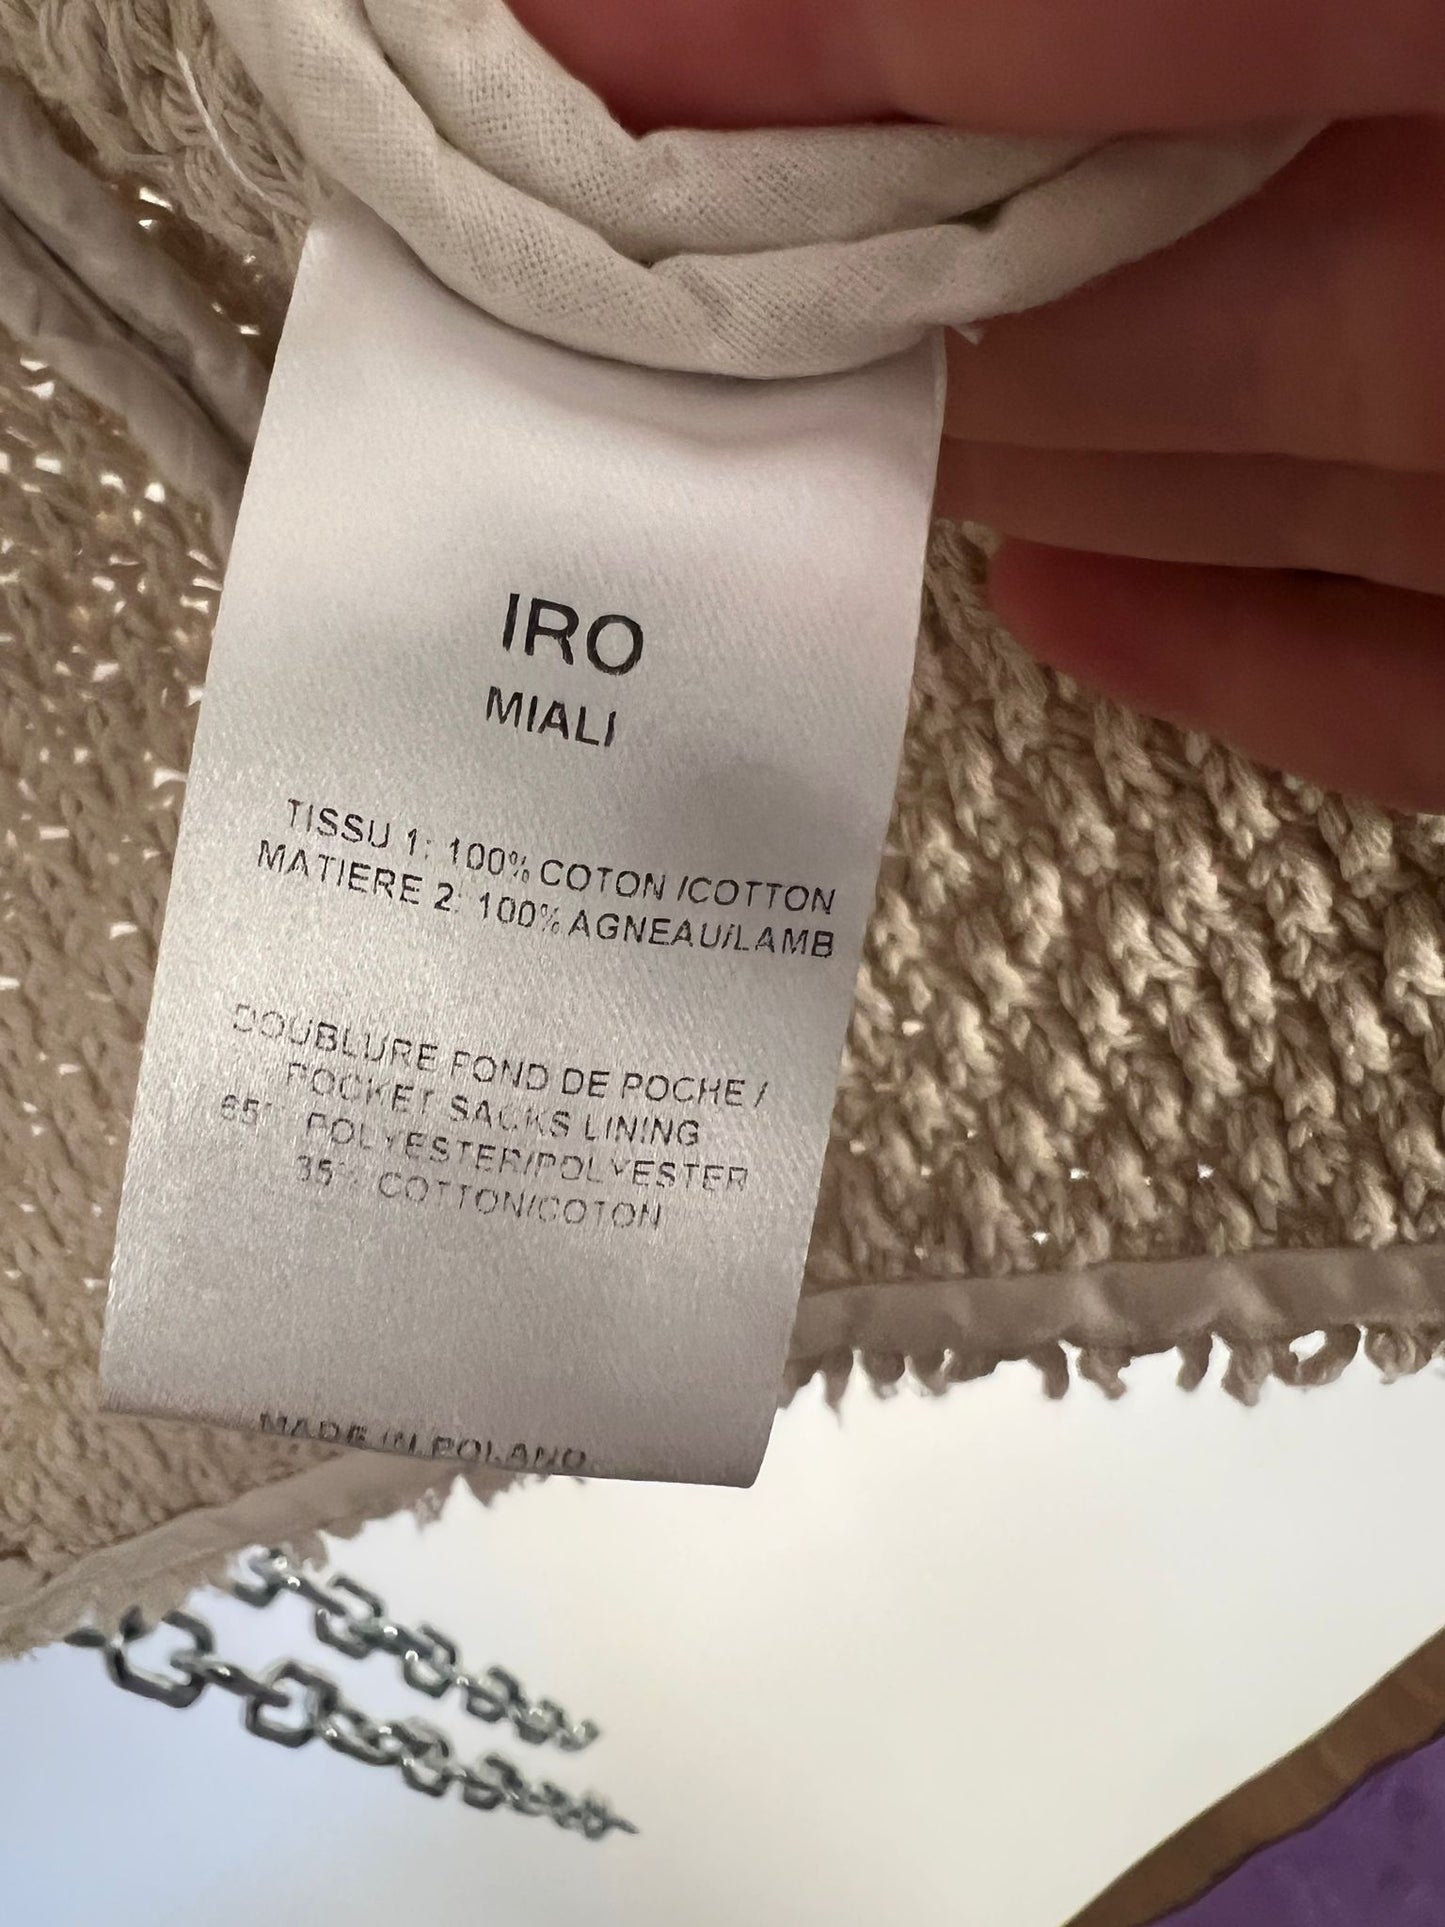 IRO
MIALI
TISSU 1: 100% COTON /COTTON
MATIERE 2: 100% AGNEAU/LAMB
DOUBLURE FOND DE POCHE /
POCKET SACKS LINING
65% POLYESTER/POLYESTER
35% COTTON/COTON
MADE IN POLAND